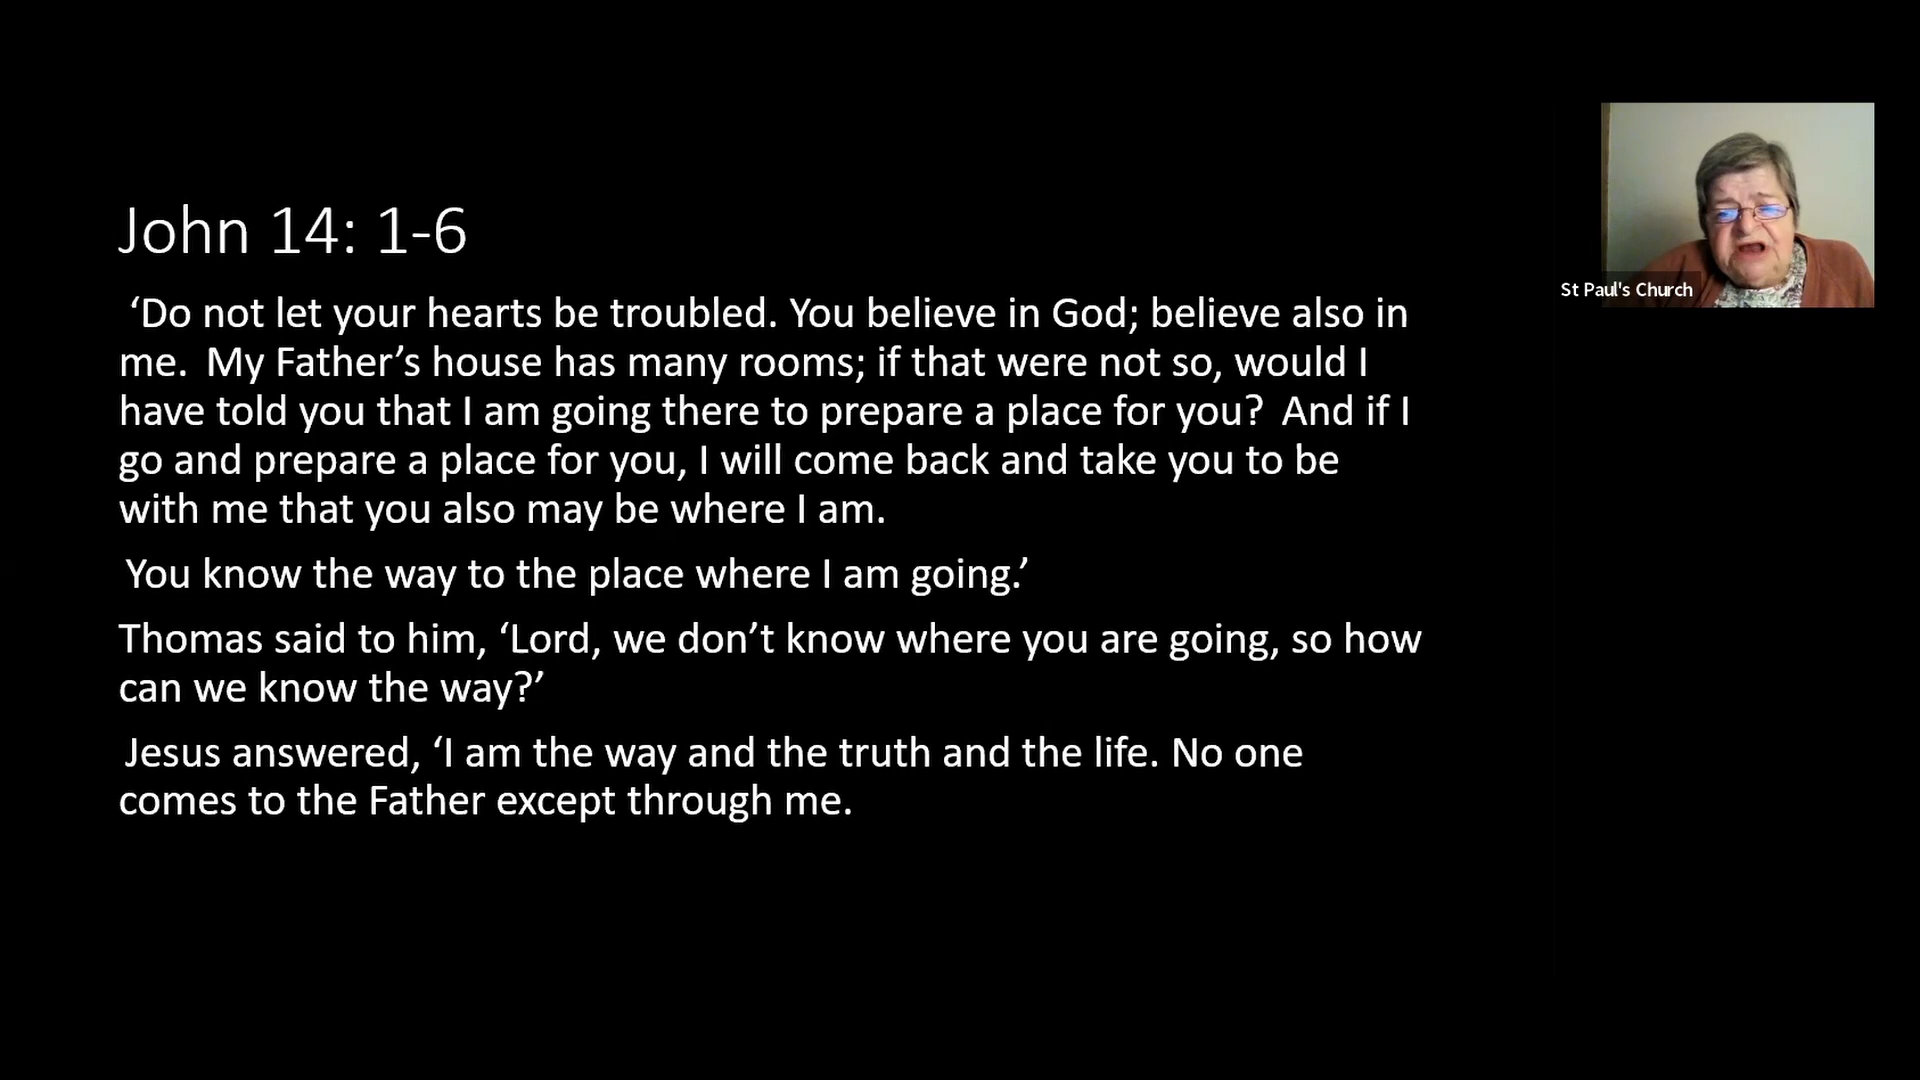 John 14: 1-6
‘Do not let your hearts be troubled. You believe in God; believe also in
me. My Father’s house has many rooms; if that were not so, would I
have told you that I am going there to prepare a place for you? And if I
go and prepare a place for you, I will come back and take you to be
with me that you also may be where I am.
You know the way to the place where I am going.’
Thomas said to him, ‘Lord, we don’t know where you are going, so how
can we know the way?’
Jesus answered, ‘I am the way and the truth and the life. No one
comes to the Father except through me.
St Paul's Church